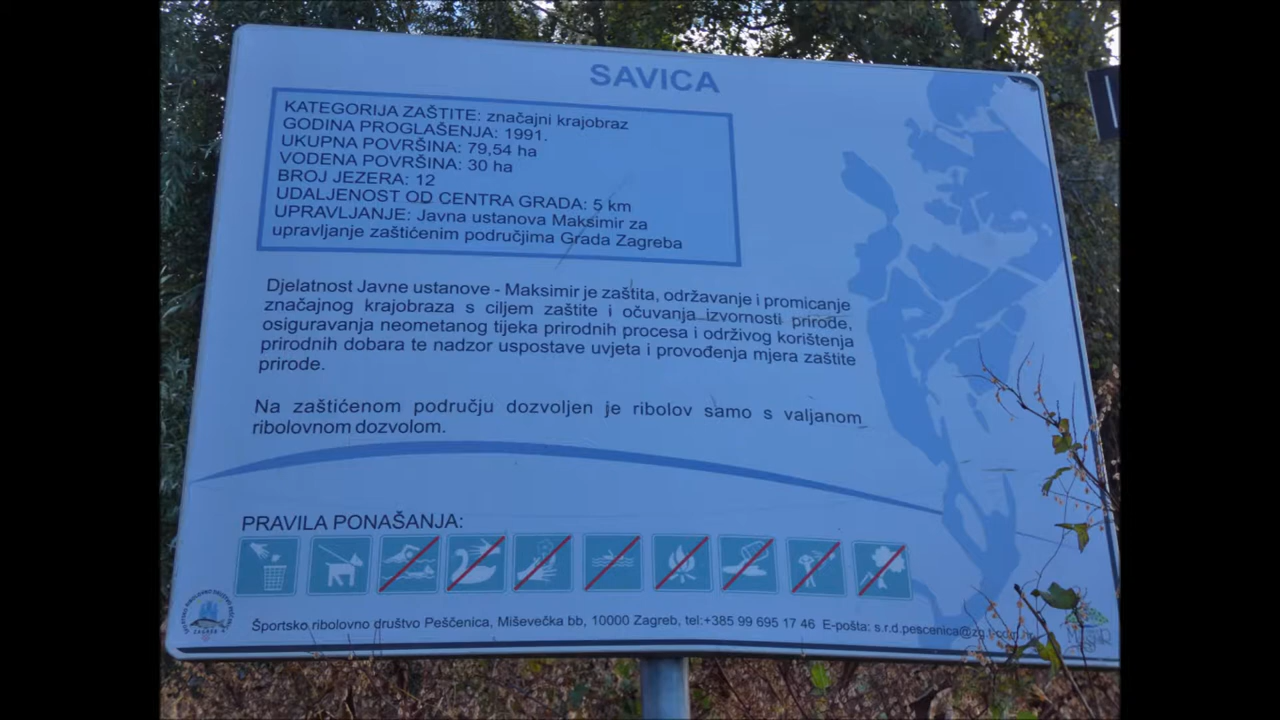 SAVICA
KATEGORIJA ZAŠTITE: značajni krajobraz
GODINA PROGLAŠENJA: 1991.
UKUPNA POVRŠINA: 79,54 ha
VODENA POVRŠINA: 30 ha
BROJ JEZERA: 12
UDALJENOST OD CENTRA GRADA: 5 km
UPRAVLJANJE: Javna ustanova Maksimir za
upravljanje zaštićenim područjima Grada Zagreba
Djelatnost Javne ustanove - Maksimir je zaštita, održavanje i promicanje
značajnog krajobraza s ciljem zaštite i očuvanja izvornosti prirode,
osiguravanja neometanog tijeka prirodnih procesa i održivog korištenja
prirodnih dobara te nadzor uspostave uvjeta i provođenja mjera zaštite
prirode.
Na zaštićenom području dozvoljen je ribolov samo s valjanom
ribolovnom dozvolom.
PRAVILA PONAŠANJA:
ZAGREB
Športsko ribolovno društvo Peščenica, Miševečka bb, 10000 Zagreb, tel:+385 99 695 17 46 E-pošta: s.r.d.pescenica@zg.t-com.hr